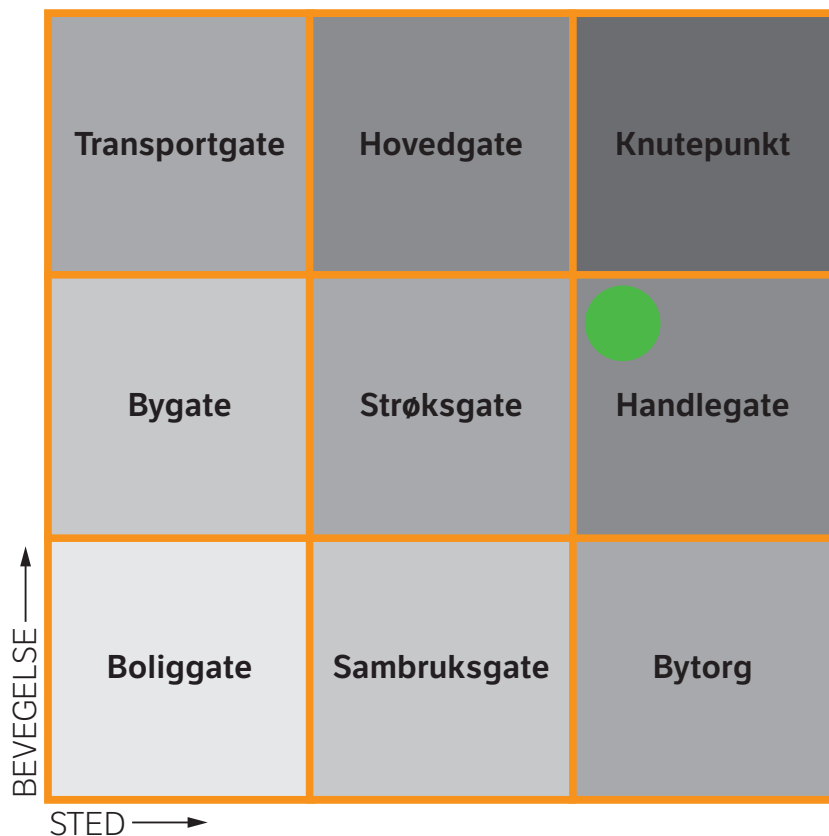 Transportgate
Hovedgate
Knutepunkt
Bygate
Strøksgate
Handlegate
Boliggate
Sambruksgate
Bytorg
BEVEGELSE
STED